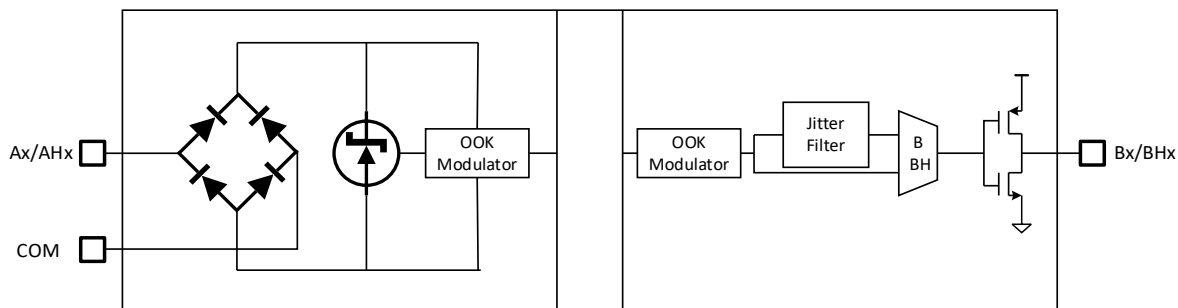 Ax/AHx
COM
OOK
Modulator
OOK
Modulator
Jitter
Filter
B
BH
Bx/BHx